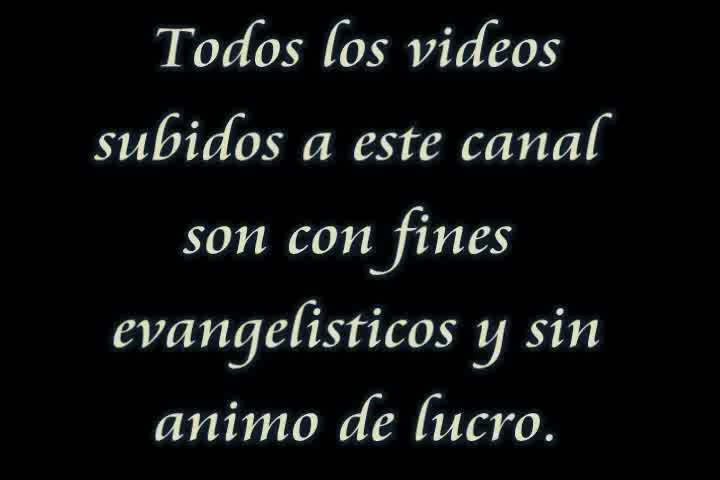 Todos los videos
subidos a este canal
son con fines
evangelisticos y sin
animo de lucro.